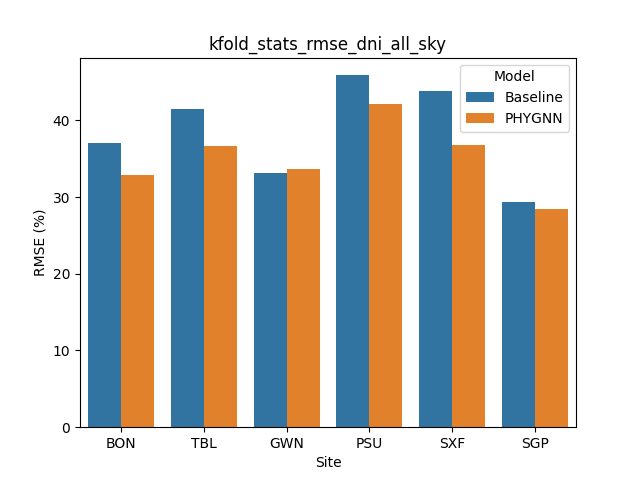 kfold_stats_rmse_dni_all_sky
Model
Baseline
PHYGNN
RMSE (%)
40
30
20
10
0
BON TBL GWN PSU SXF SGP
Site